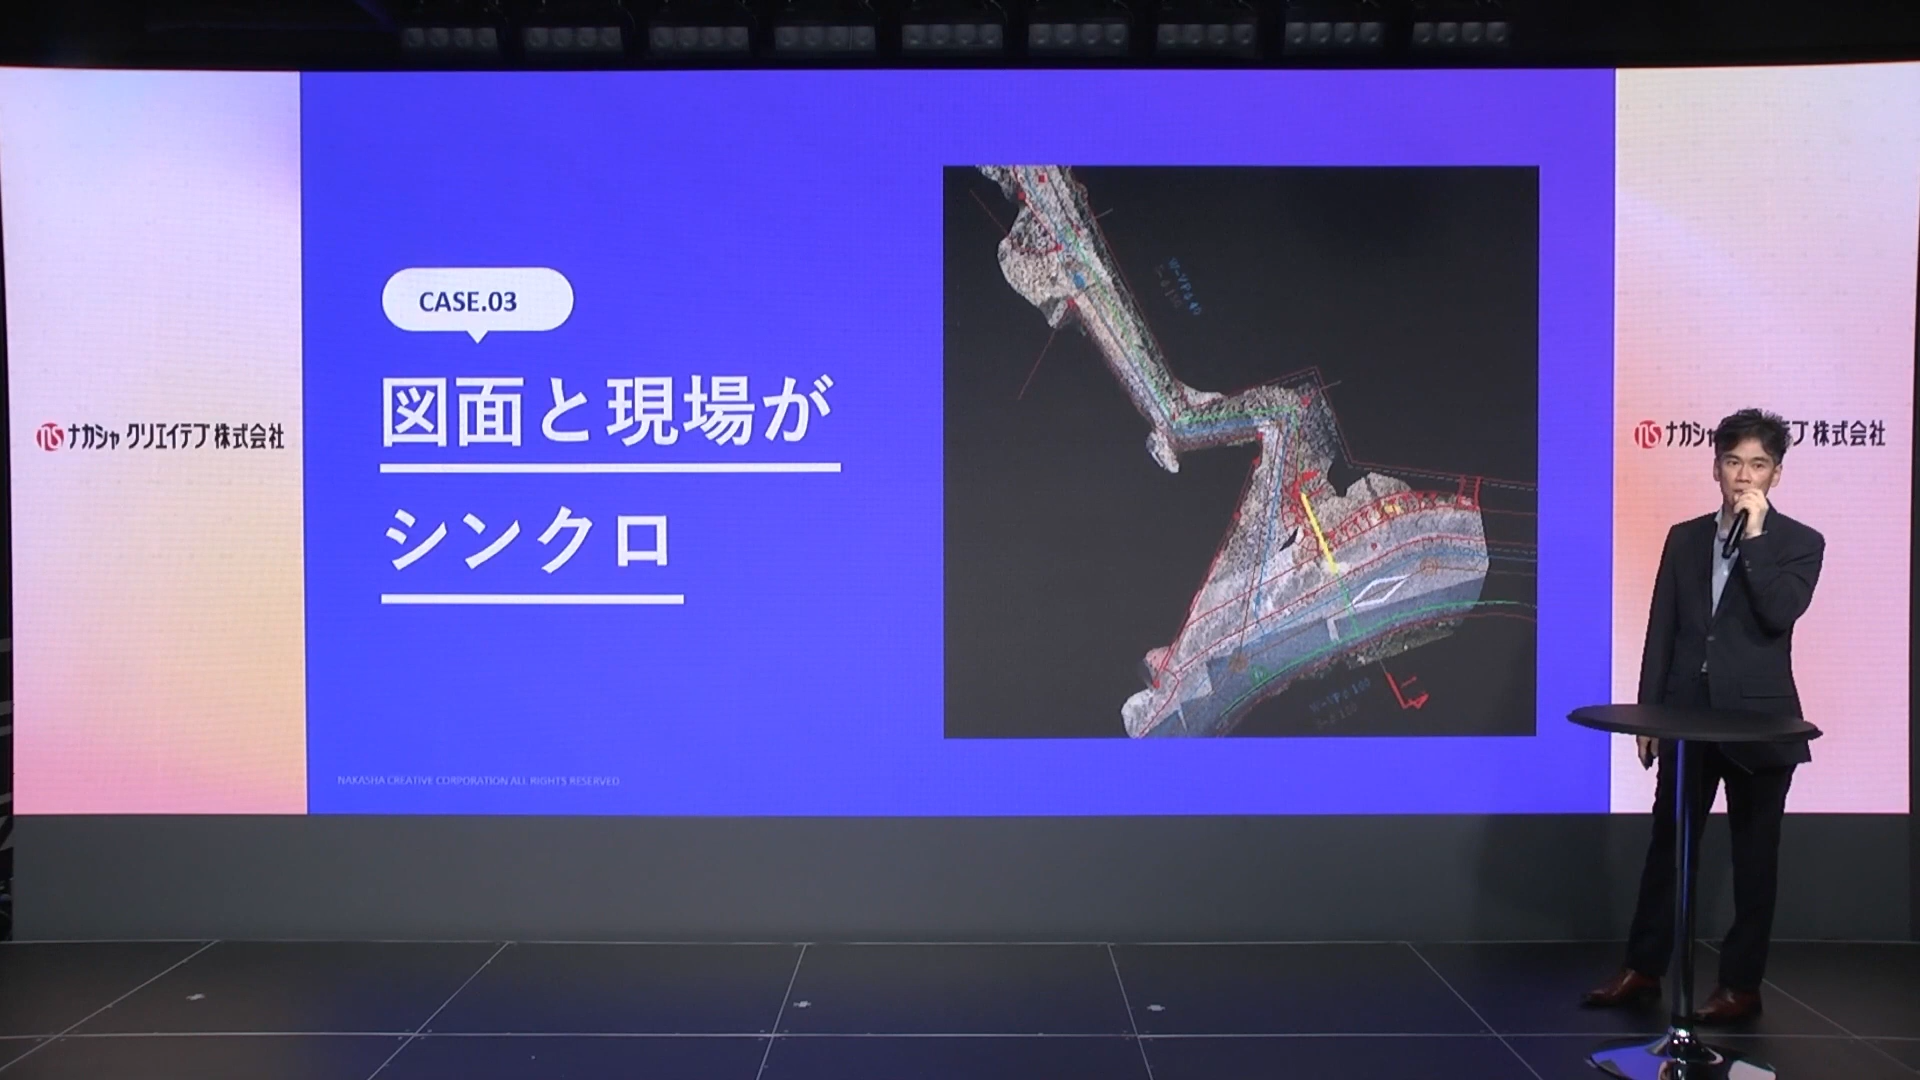 CASE.03
図面と現場が
シンクロ
ナカシャ クリエイテブ 株式会社
ナカシャ テブ 株式会社
W-VPφ40
W-VPφ100
NAKASHA CREATIVE CORPORATION ALL RIGHTS RESERVED